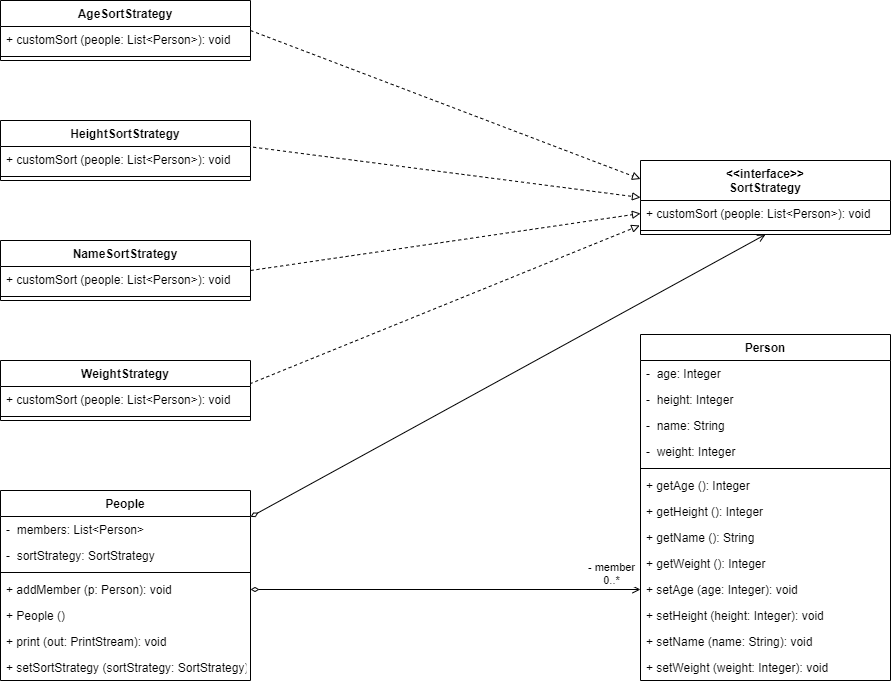 AgeSortStrategy
+ customSort (people: List<Person>): void
HeightSortStrategy
+ customSort (people: List<Person>): void
NameSortStrategy
+ customSort (people: List<Person>): void
WeightStrategy
+ customSort (people: List<Person>): void
<<interface>>
SortStrategy
+ customSort (people: List<Person>): void
People
- members: List<Person>
- sortStrategy: SortStrategy
+ addMember (p: Person): void
+ People ()
+ print (out: PrintStream): void
+ setSortStrategy (sortStrategy: SortStrategy)
- member
0..*
Person
- age: Integer
- height: Integer
- name: String
- weight: Integer
+ getAge (): Integer
+ getHeight (): Integer
+ getName (): String
+ getWeight (): Integer
+ setAge (age: Integer): void
+ setHeight (height: Integer): void
+ setName (name: String): void
+ setWeight (weight: Integer): void